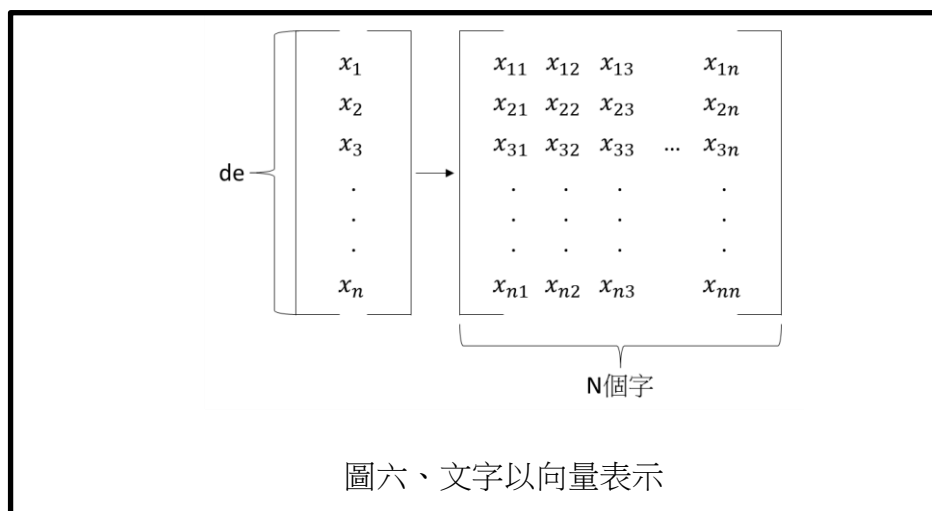 x₁ x₁₁ x₁₂ x₁₃ x₁ₙ
x₂ x₂₁ x₂₂ x₂₃ x₂ₙ
x₃ x₃₁ x₃₂ x₃₃ ... x₃ₙ
de
. . . . .
. . . . .
. . . . .
xₙ xₙ₁ xₙ₂ xₙ₃ xₙₙ
N個字
圖六、文字以向量表示